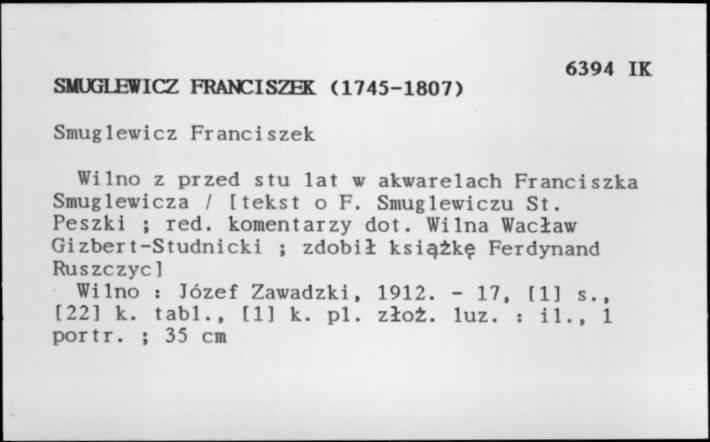 6394 IK
SMUGLEWICZ FRANCISZEK (1745-1807)
Smuglewicz Franciszek
Wilno z przed stu lat w akwarelach Franciszka
Smuglewicza / [tekst o F. Smuglewiczu St.
Peszki ; red. komentarzy dot. Wilna Wacław
Gizbert-Studnicki ; zdobił książkę Ferdynand
Ruszczyc]
Wilno : Józef Zawadzki, 1912. - 17, [1] s.,
[22] k. tabl., [1] k. pl. złoż. luz. : il., 1
portr. ; 35 cm